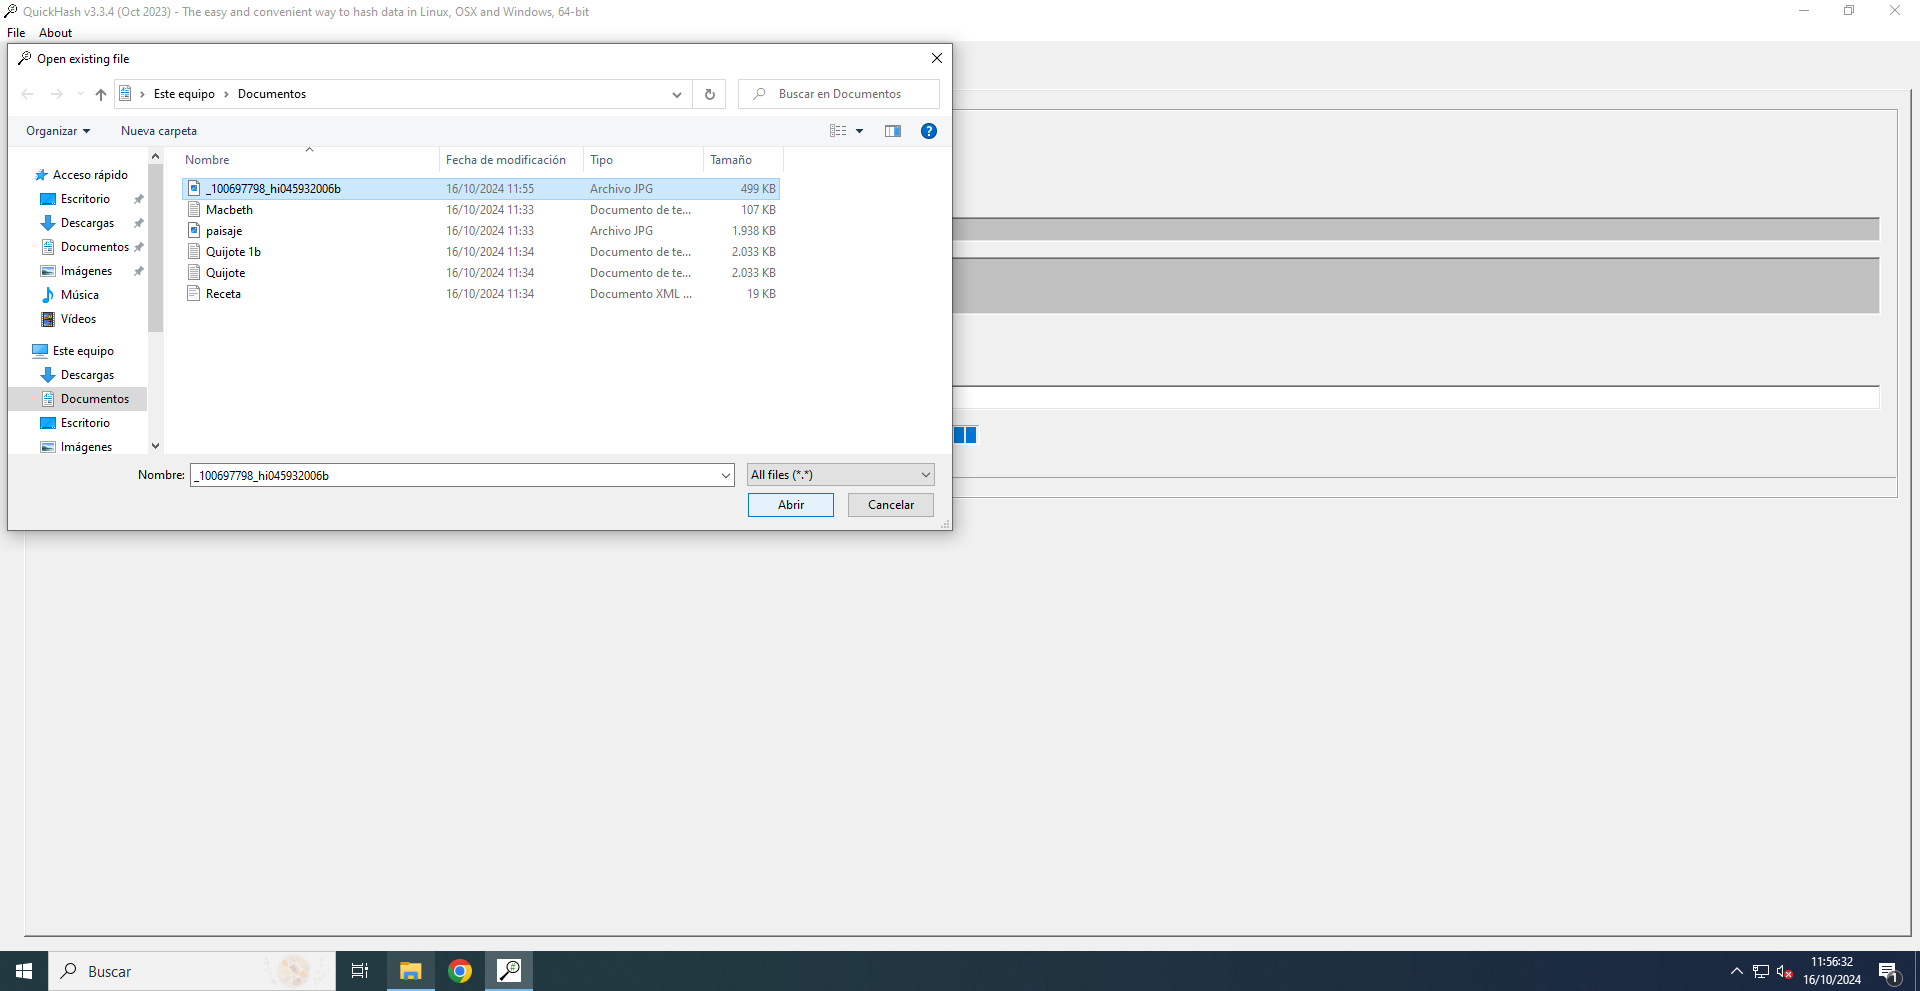 QuickHash v3.3.4 (Oct 2023) - The easy and convenient way to hash data in Linux, OSX and Windows, 64-bit
File About
Open existing file
Este equipo › Documentos
Buscar en Documentos
Organizar Nueva carpeta
Nombre Fecha de modificación Tipo Tamaño
Acceso rápido
Escritorio
Descargas
Documentos
Imágenes
Música
Vídeos
Este equipo
Descargas
Documentos
Escritorio
Imágenes
_100697798_hi045932006b 16/10/2024 11:55 Archivo JPG 499 KB
Macbeth 16/10/2024 11:33 Documento de te... 107 KB
paisaje 16/10/2024 11:33 Archivo JPG 1.938 KB
Quijote 1b 16/10/2024 11:34 Documento de te... 2.033 KB
Quijote 16/10/2024 11:34 Documento de te... 2.033 KB
Receta 16/10/2024 11:34 Documento XML ... 19 KB
Nombre: _100697798_hi045932006b All files (*.*)
Abrir Cancelar
Buscar
11:56:32
16/10/2024
1